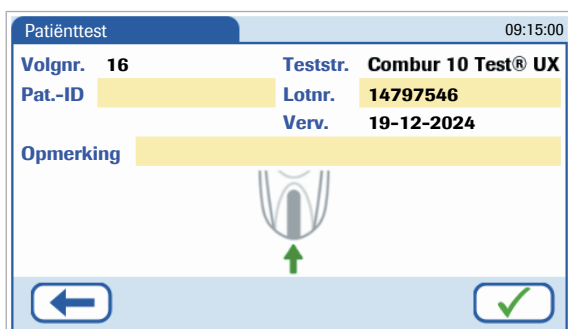 Patiënttest 09:15:00
Volgnr. 16 Teststr. Combur 10 Test® UX
Pat.-ID Lotnr. 14797546
Verv. 19-12-2024
Opmerking